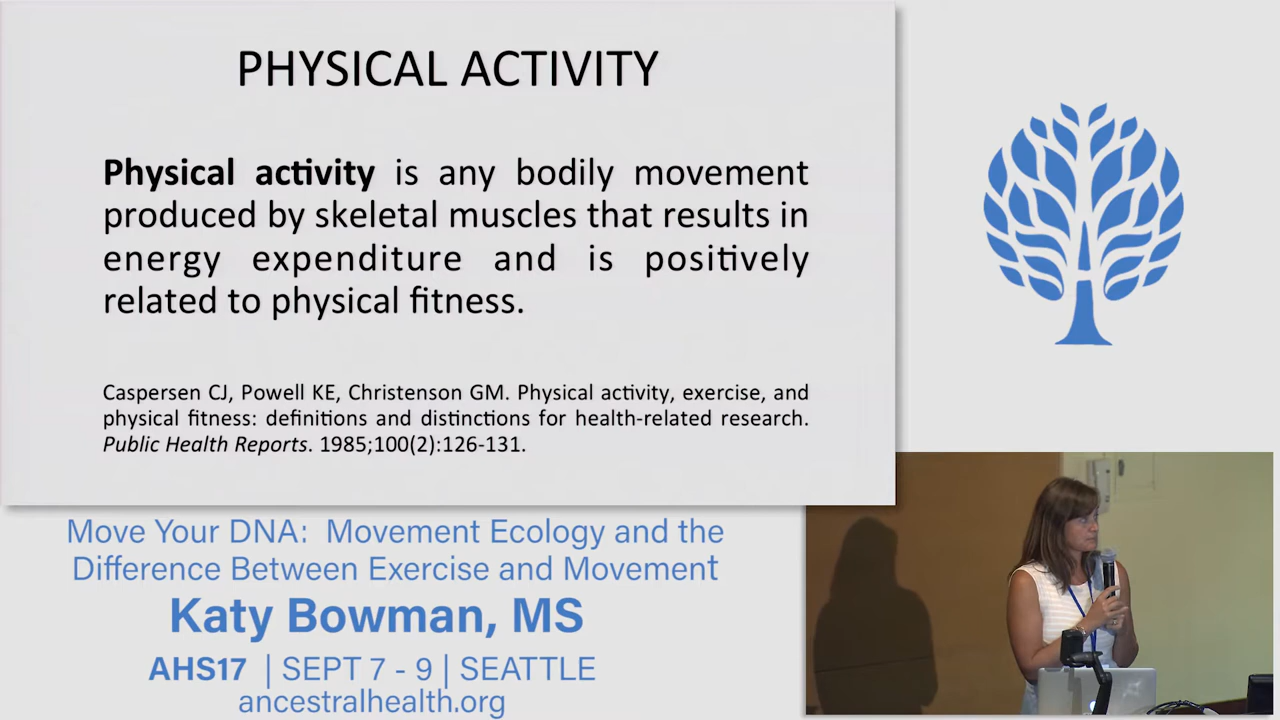 PHYSICAL ACTIVITY
Physical activity is any bodily movement
produced by skeletal muscles that results in
energy expenditure and is positively
related to physical fitness.
Caspersen CJ, Powell KE, Christenson GM. Physical activity, exercise, and
physical fitness: definitions and distinctions for health-related research.
Public Health Reports. 1985;100(2):126-131.
Move Your DNA: Movement Ecology and the
Difference Between Exercise and Movement
Katy Bowman, MS
AHS17 | SEPT 7 - 9 | SEATTLE
ancestralhealth.org